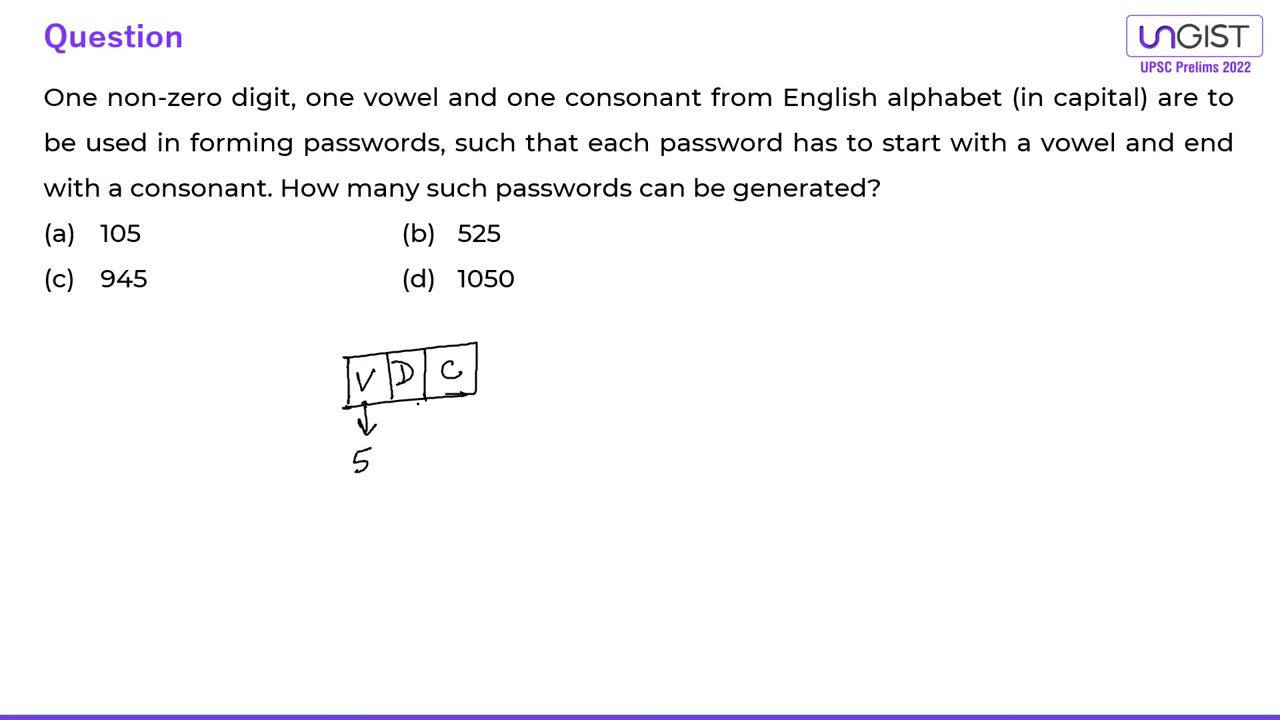 Question
UNGIST
UPSC Prelims 2022
One non-zero digit, one vowel and one consonant from English alphabet (in capital) are to
be used in forming passwords, such that each password has to start with a vowel and end
with a consonant. How many such passwords can be generated?
(a) 105 (b) 525
(c) 945 (d) 1050
V D C
5